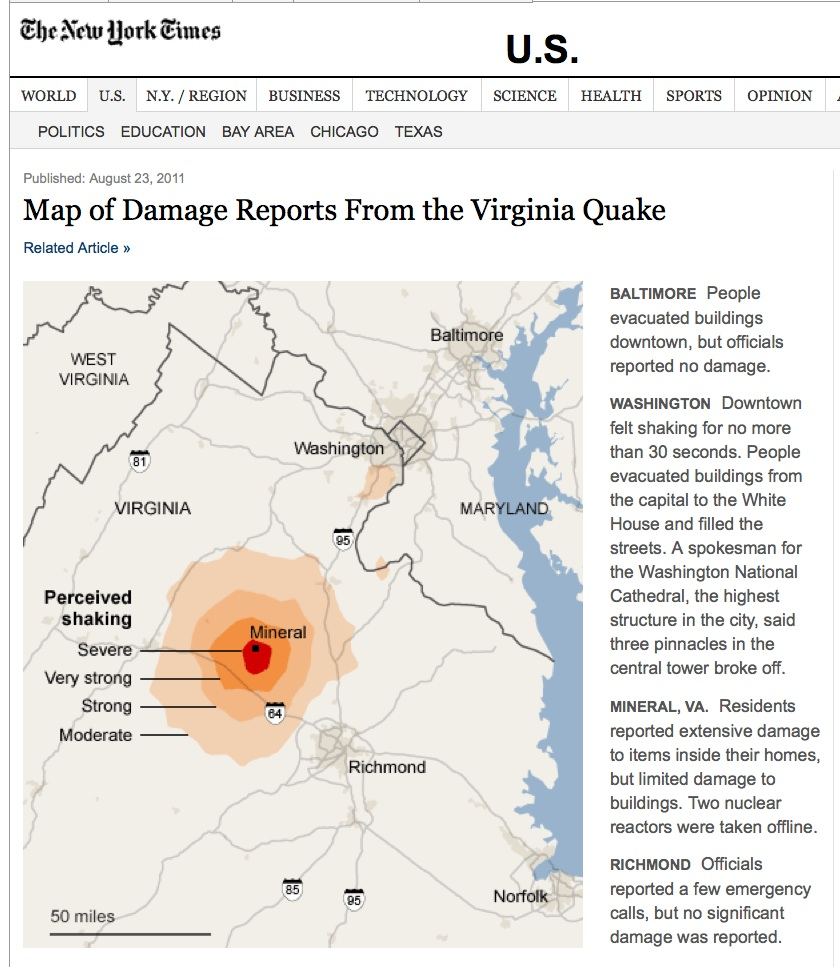 The New York Times
U.S.
WORLD U.S. N.Y. / REGION BUSINESS TECHNOLOGY SCIENCE HEALTH SPORTS OPINION
POLITICS EDUCATION BAY AREA CHICAGO TEXAS
Published: August 23, 2011
Map of Damage Reports From the Virginia Quake
Related Article »
Baltimore
WEST
VIRGINIA
Washington
81
VIRGINIA
MARYLAND
95
Perceived
shaking
Mineral
Severe
Very strong
Strong
64
Moderate
Richmond
85
95
Norfolk
50 miles
BALTIMORE People
evacuated buildings
downtown, but officials
reported no damage.
WASHINGTON Downtown
felt shaking for no more
than 30 seconds. People
evacuated buildings from
the capital to the White
House and filled the
streets. A spokesman for
the Washington National
Cathedral, the highest
structure in the city, said
three pinnacles in the
central tower broke off.
MINERAL, VA. Residents
reported extensive damage
to items inside their homes,
but limited damage to
buildings. Two nuclear
reactors were taken offline.
RICHMOND Officials
reported a few emergency
calls, but no significant
damage was reported.